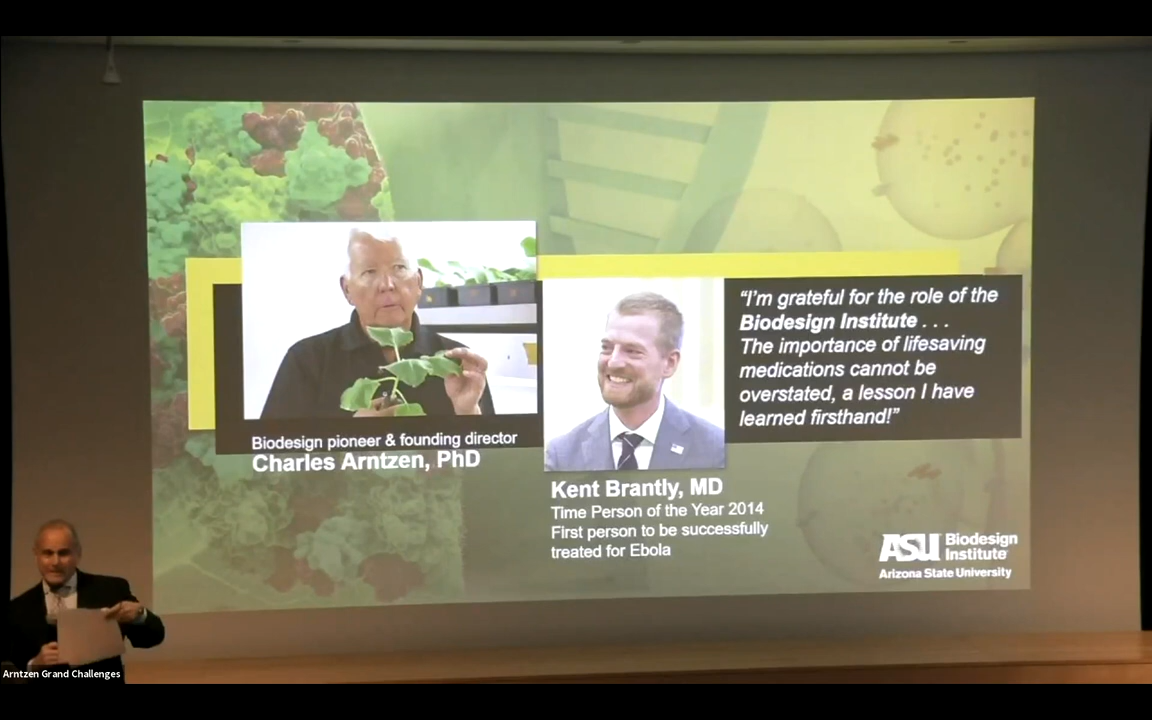 Biodesign pioneer & founding director
Charles Arntzen, PhD
Kent Brantly, MD
Time Person of the Year 2014
First person to be successfully
treated for Ebola
“I’m grateful for the role of the
Biodesign Institute . . .
The importance of lifesaving
medications cannot be
overstated, a lesson I have
learned firsthand!”
ASU Biodesign
Institute
Arizona State University
Arntzen Grand Challenges